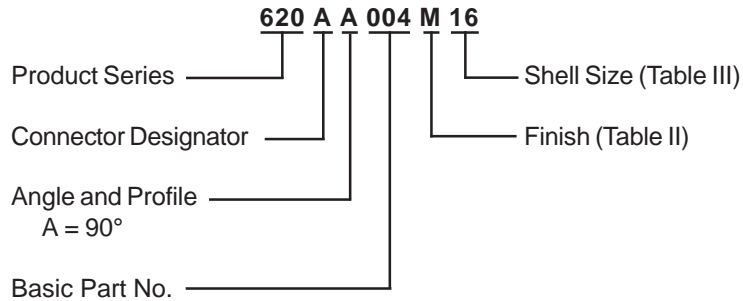 620 A A 004 M 16
Product Series
Shell Size (Table III)
Connector Designator
Finish (Table II)
Angle and Profile
A = 90°
Basic Part No.